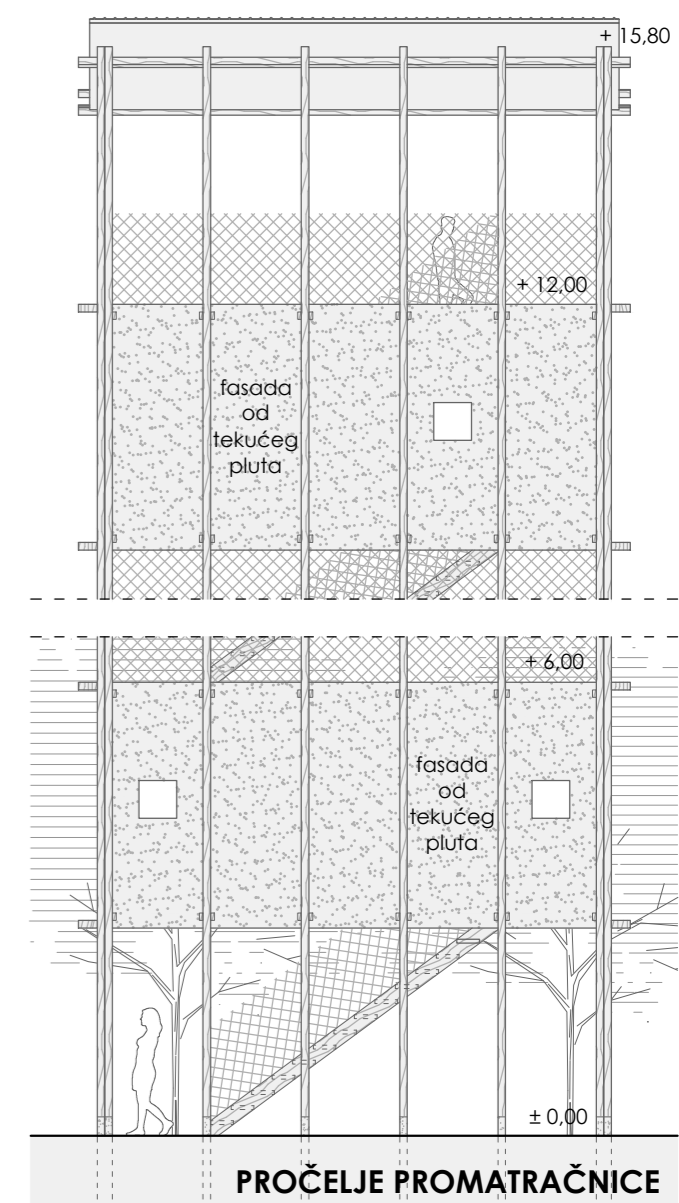 + 15,80
+ 12,00
fasada
od
tekućeg
pluta
+ 6,00
fasada
od
tekućeg
pluta
± 0,00
PROČELJE PROMATRAČNICE